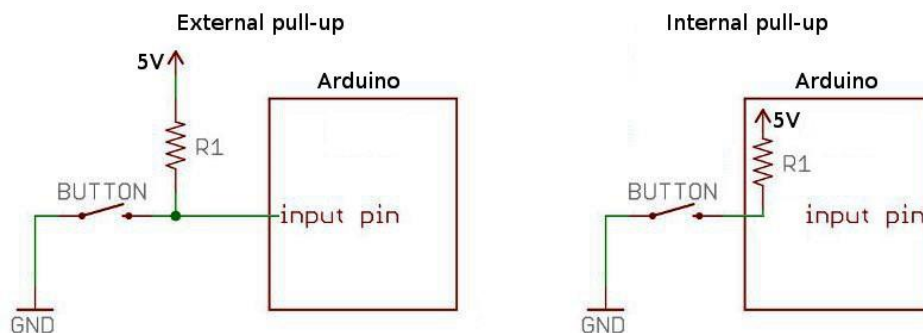 External pull-up
5V
Arduino
R1
BUTTON
input pin
GND
Internal pull-up
Arduino
5V
R1
BUTTON
input pin
GND